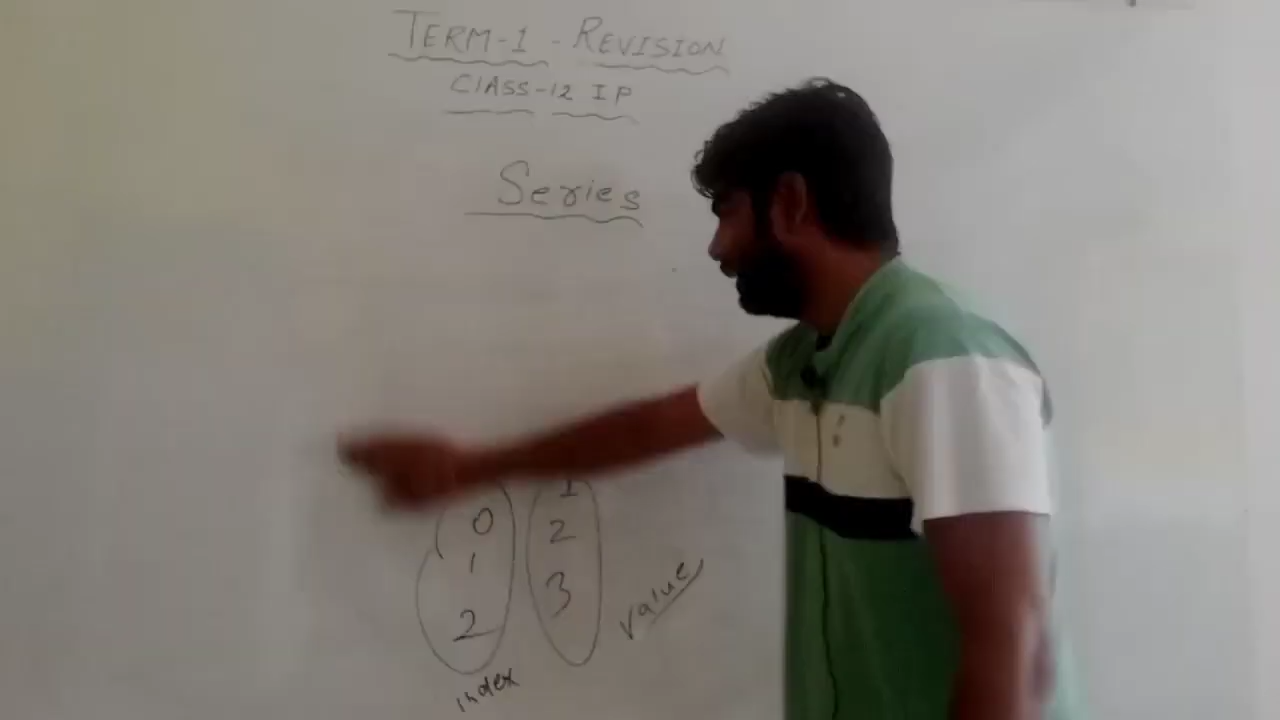 TERM-1 - REVISION
CLASS-12 IP
Series
0 1
1 2
2 3
index
value